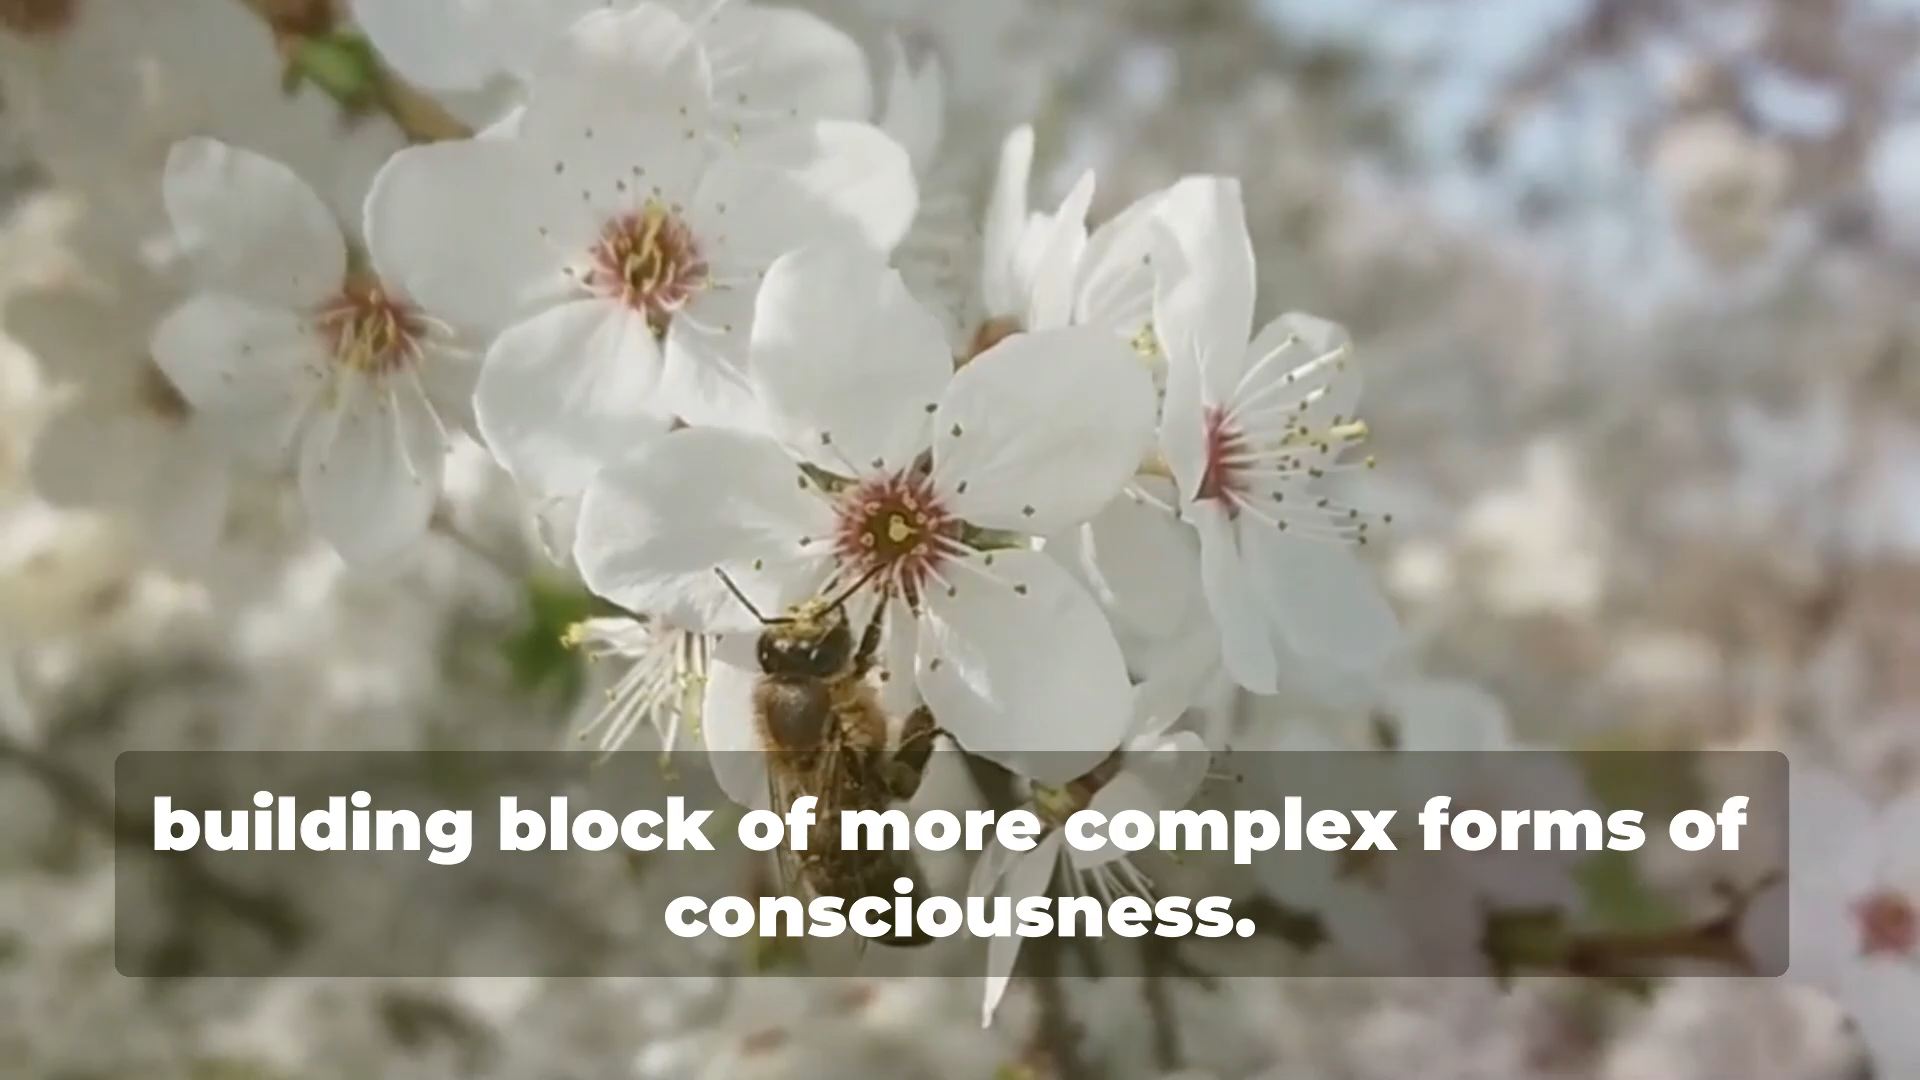 building block of more complex forms of
consciousness.